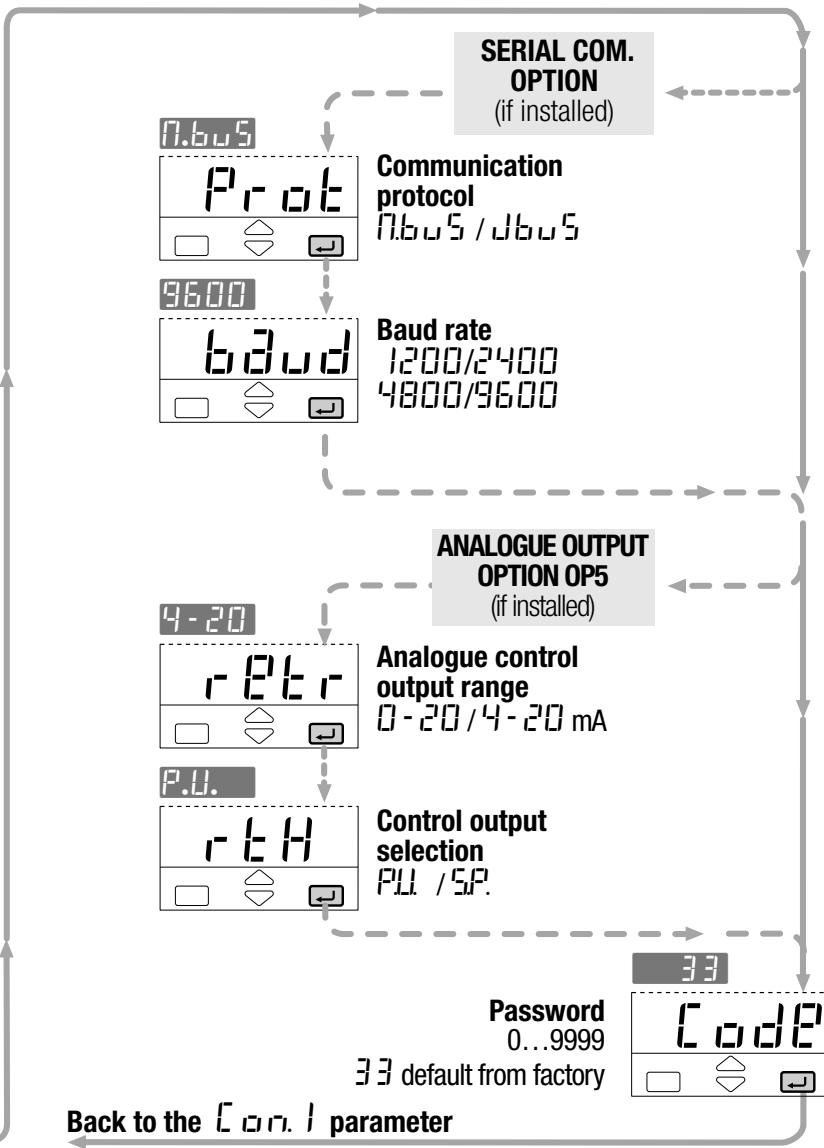 SERIAL COM.
OPTION
(if installed)
M.buS
Prot
Communication
protocol
M.buS / JbuS
9600
baud
Baud rate
1200/2400
4800/9600
ANALOGUE OUTPUT
OPTION OP5
(if installed)
4-20
retr
Analogue control
output range
0-20 / 4-20 mA
P.U.
rtH
Control output
selection
P.U. / S.P.
33
Code
Password
0…9999
33 default from factory
Back to the Con.1 parameter